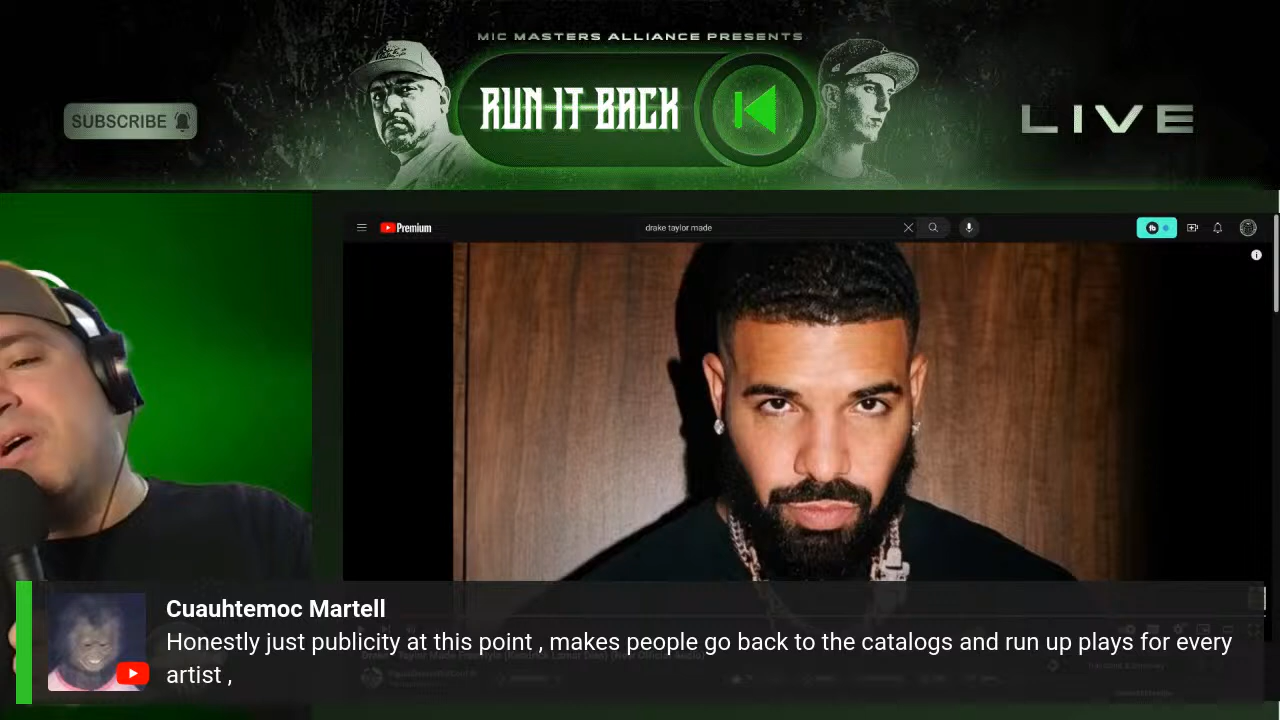 MIC MASTERS ALLIANCE PRESENTS
RUN IT BACK
SUBSCRIBE
LIVE
Premium
drake taylor made
Cuauhtemoc Martell
Honestly just publicity at this point , makes people go back to the catalogs and run up plays for every
artist ,